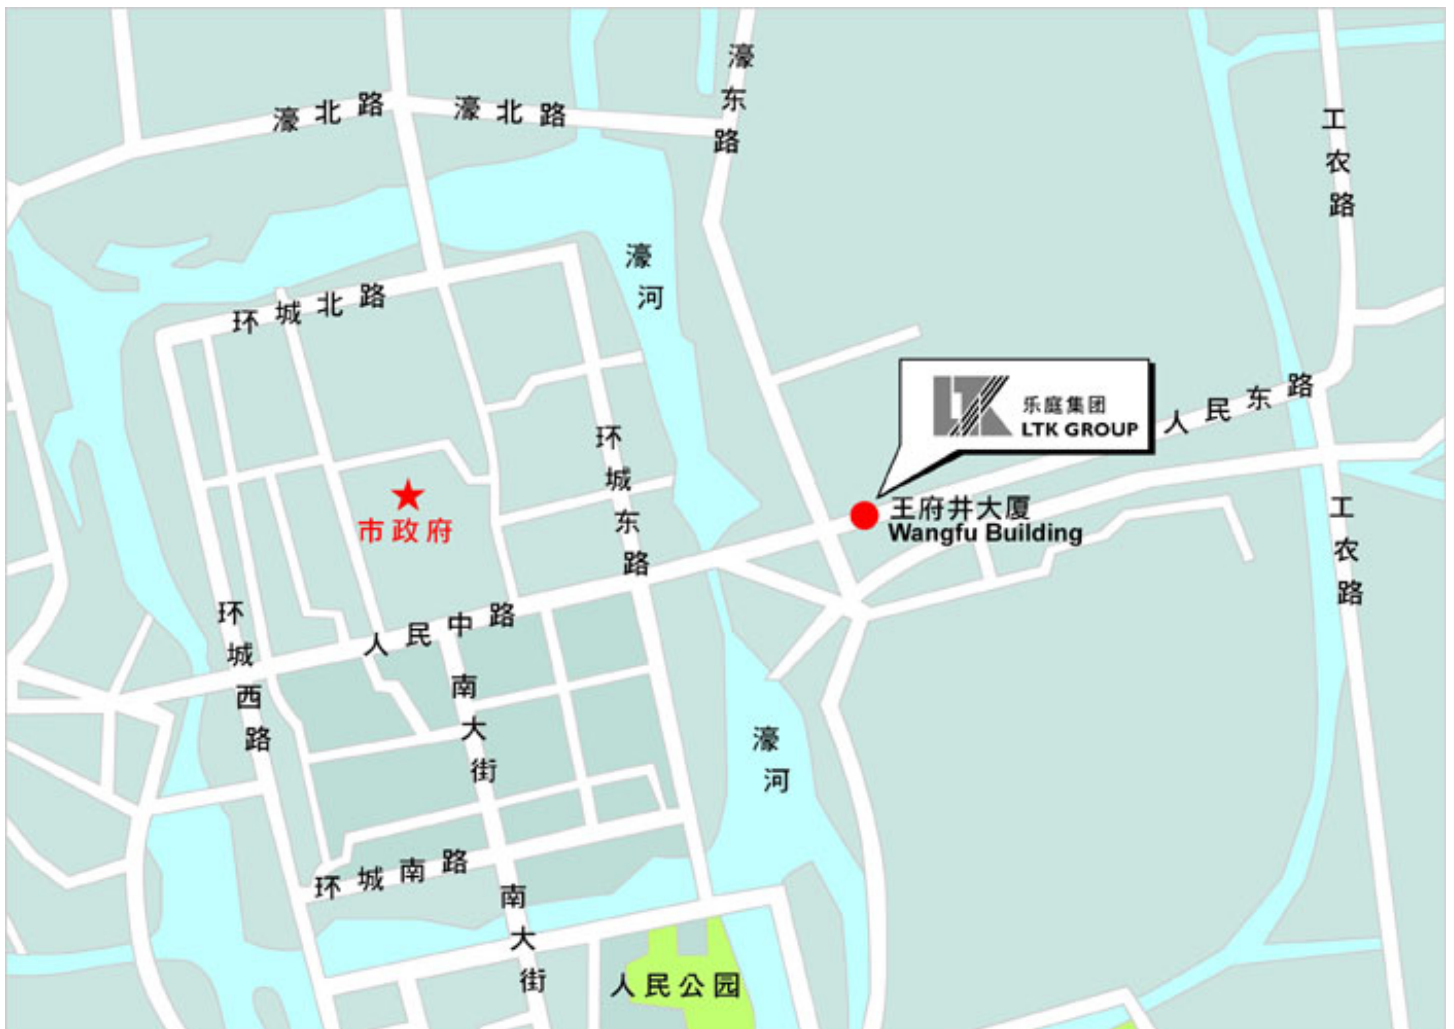 濠北路
濠北路
濠东路
工农路
濠河
环城北路
LTK
乐庭集团
LTK GROUP
人民东路
环城东路
市政府
王府井大厦
Wangfu Building
工农路
环城西路
人民中路
南大街
濠河
环城南路
南大街
人民公园